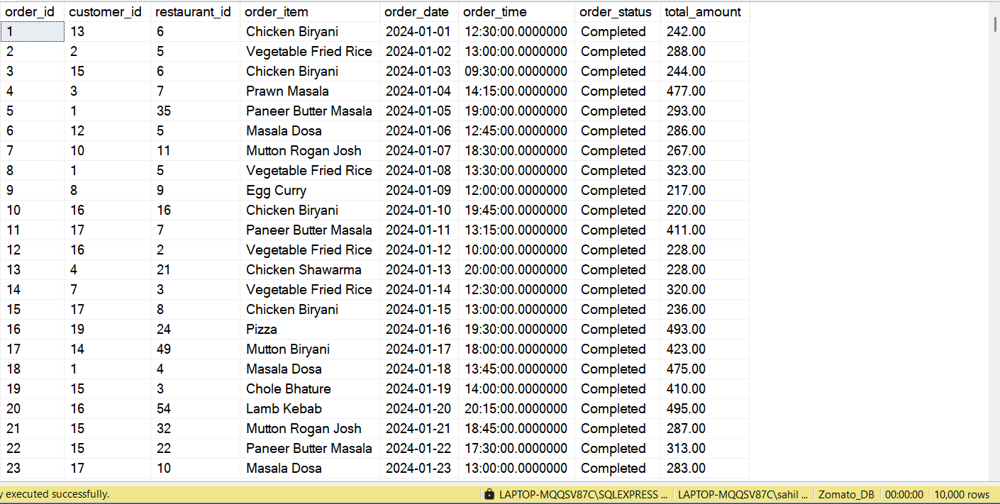 order_id customer_id restaurant_id order_item order_date order_time order_status total_amount
1 13 6 Chicken Biryani 2024-01-01 12:30:00.0000000 Completed 242.00
2 2 5 Vegetable Fried Rice 2024-01-02 13:00:00.0000000 Completed 288.00
3 15 6 Chicken Biryani 2024-01-03 09:30:00.0000000 Completed 244.00
4 3 7 Prawn Masala 2024-01-04 14:15:00.0000000 Completed 477.00
5 1 35 Paneer Butter Masala 2024-01-05 19:00:00.0000000 Completed 293.00
6 12 5 Masala Dosa 2024-01-06 12:45:00.0000000 Completed 286.00
7 10 11 Mutton Rogan Josh 2024-01-07 18:30:00.0000000 Completed 267.00
8 1 5 Vegetable Fried Rice 2024-01-08 13:30:00.0000000 Completed 323.00
9 8 9 Egg Curry 2024-01-09 12:00:00.0000000 Completed 217.00
10 16 16 Chicken Biryani 2024-01-10 19:45:00.0000000 Completed 220.00
11 17 7 Paneer Butter Masala 2024-01-11 13:15:00.0000000 Completed 411.00
12 16 2 Vegetable Fried Rice 2024-01-12 10:00:00.0000000 Completed 228.00
13 4 21 Chicken Shawarma 2024-01-13 20:00:00.0000000 Completed 228.00
14 7 3 Vegetable Fried Rice 2024-01-14 12:30:00.0000000 Completed 320.00
15 17 8 Chicken Biryani 2024-01-15 13:00:00.0000000 Completed 236.00
16 19 24 Pizza 2024-01-16 19:30:00.0000000 Completed 493.00
17 14 49 Mutton Biryani 2024-01-17 18:00:00.0000000 Completed 423.00
18 1 4 Masala Dosa 2024-01-18 13:45:00.0000000 Completed 475.00
19 15 3 Chole Bhature 2024-01-19 14:00:00.0000000 Completed 410.00
20 16 54 Lamb Kebab 2024-01-20 20:15:00.0000000 Completed 495.00
21 15 32 Mutton Rogan Josh 2024-01-21 18:45:00.0000000 Completed 287.00
22 15 22 Paneer Butter Masala 2024-01-22 17:30:00.0000000 Completed 313.00
23 17 10 Masala Dosa 2024-01-23 13:00:00.0000000 Completed 283.00
y executed successfully. LAPTOP-MQQSV87C\SQLEXPRESS ... LAPTOP-MQQSV87C\sahil ... Zomato_DB 00:00:00 10,000 rows